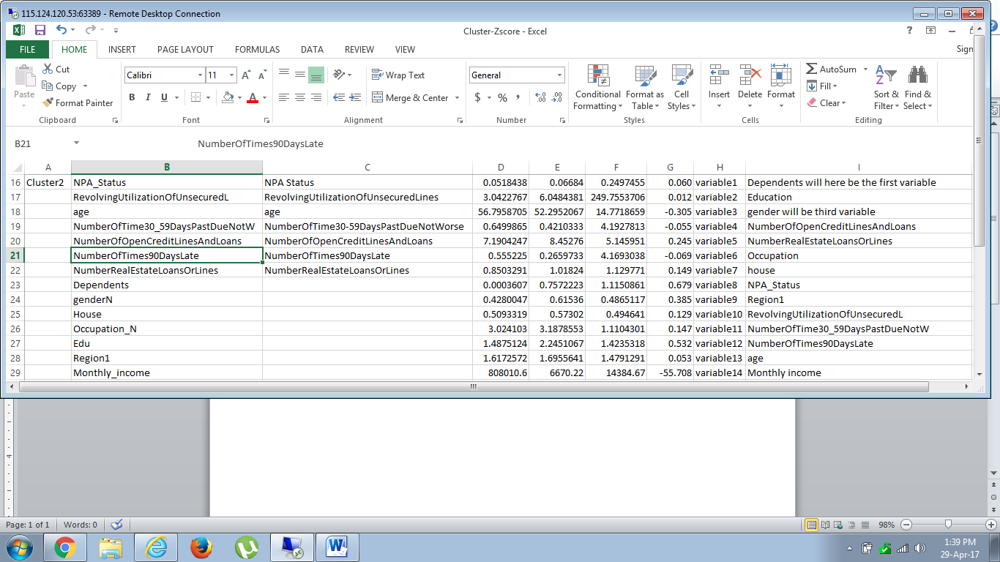 115.124.120.53:63389 - Remote Desktop Connection
Cluster-Zscore - Excel
FILE HOME INSERT PAGE LAYOUT FORMULAS DATA REVIEW VIEW Sign
Paste Cut Copy Format Painter Clipboard
Calibri 11 B I U A A A Font
Wrap Text Merge & Center Alignment
General $ % , Number
Conditional Formatting Format as Table Cell Styles Styles
Insert Delete Format Cells
AutoSum Fill Clear Sort & Filter Find & Select Editing
B21 NumberOfTimes90DaysLate
A B C D E F G H I
16 Cluster2 NPA_Status NPA Status 0.0518438 0.06684 0.2497455 0.060 variable1 Dependents will here be the first variable
17 RevolvingUtilizationOfUnsecuredL RevolvingUtilizationOfUnsecuredLines 3.0422767 6.0484381 249.7553706 0.012 variable2 Education
18 age age 56.7958705 52.2952067 14.7718659 -0.305 variable3 gender will be third variable
19 NumberOfTime30_59DaysPastDueNotW NumberOfTime30-59DaysPastDueNotWorse 0.6499865 0.4210333 4.1927813 -0.055 variable4 NumberOfOpenCreditLinesAndLoans
20 NumberOfOpenCreditLinesAndLoans NumberOfOpenCreditLinesAndLoans 7.1904247 8.45276 5.145951 0.245 variable5 NumberRealEstateLoansOrLines
21 NumberOfTimes90DaysLate NumberOfTimes90DaysLate 0.555225 0.2659733 4.1693038 -0.069 variable6 Occupation
22 NumberRealEstateLoansOrLines NumberRealEstateLoansOrLines 0.8503291 1.01824 1.129771 0.149 variable7 house
23 Dependents 0.0003607 0.7572223 1.1150861 0.679 variable8 NPA_Status
24 genderN 0.4280047 0.61536 0.4865117 0.385 variable9 Region1
25 House 0.5093319 0.57302 0.494641 0.129 variable10 RevolvingUtilizationOfUnsecuredL
26 Occupation_N 3.024103 3.1878553 1.1104301 0.147 variable11 NumberOfTime30_59DaysPastDueNotW
27 Edu 1.4875124 2.2451067 1.4235318 0.532 variable12 NumberOfTimes90DaysLate
28 Region1 1.6172572 1.6955641 1.4791291 0.053 variable13 age
29 Monthly_income 808010.6 6670.22 14384.67 -55.708 variable14 Monthly income
Page: 1 of 1 Words: 0 98%
1:39 PM
29-Apr-17